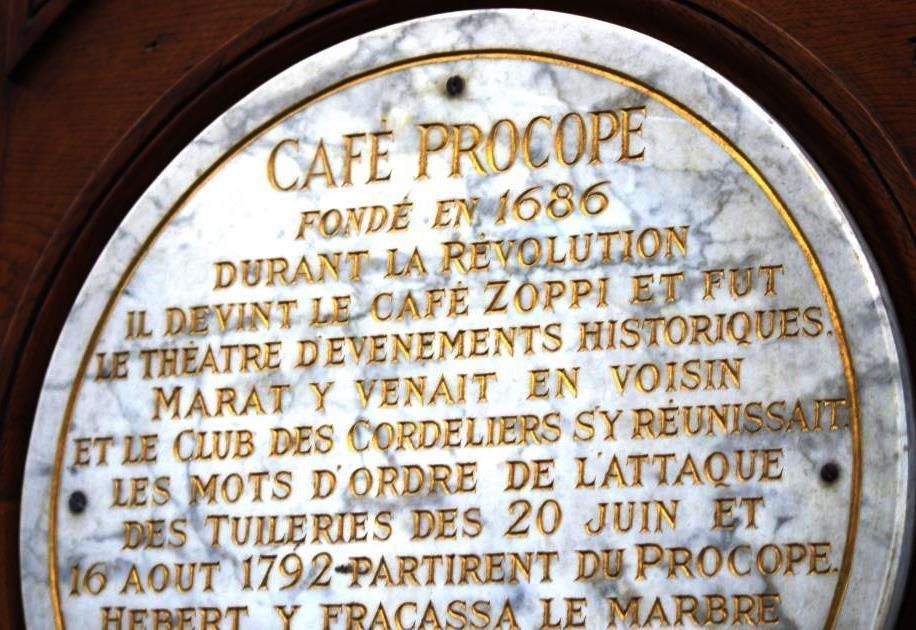 CAFÉ PROCOPE
FONDÉ EN 1686
DURANT LA RÉVOLUTION
IL DEVINT LE CAFÉ ZOPPI ET FUT
LE THÉATRE D'EVENEMENTS HISTORIQUES.
MARAT Y VENAIT EN VOISIN
ET LE CLUB DES CORDELIERS S'Y RÉUNISSAIT.
LES MOTS D'ORDRE DE L'ATTAQUE
DES TUILERIES DES 20 JUIN ET
16 AOUT 1792 PARTIRENT DU PROCOPE.
HEBERT Y FRACASSA LE MARBRE